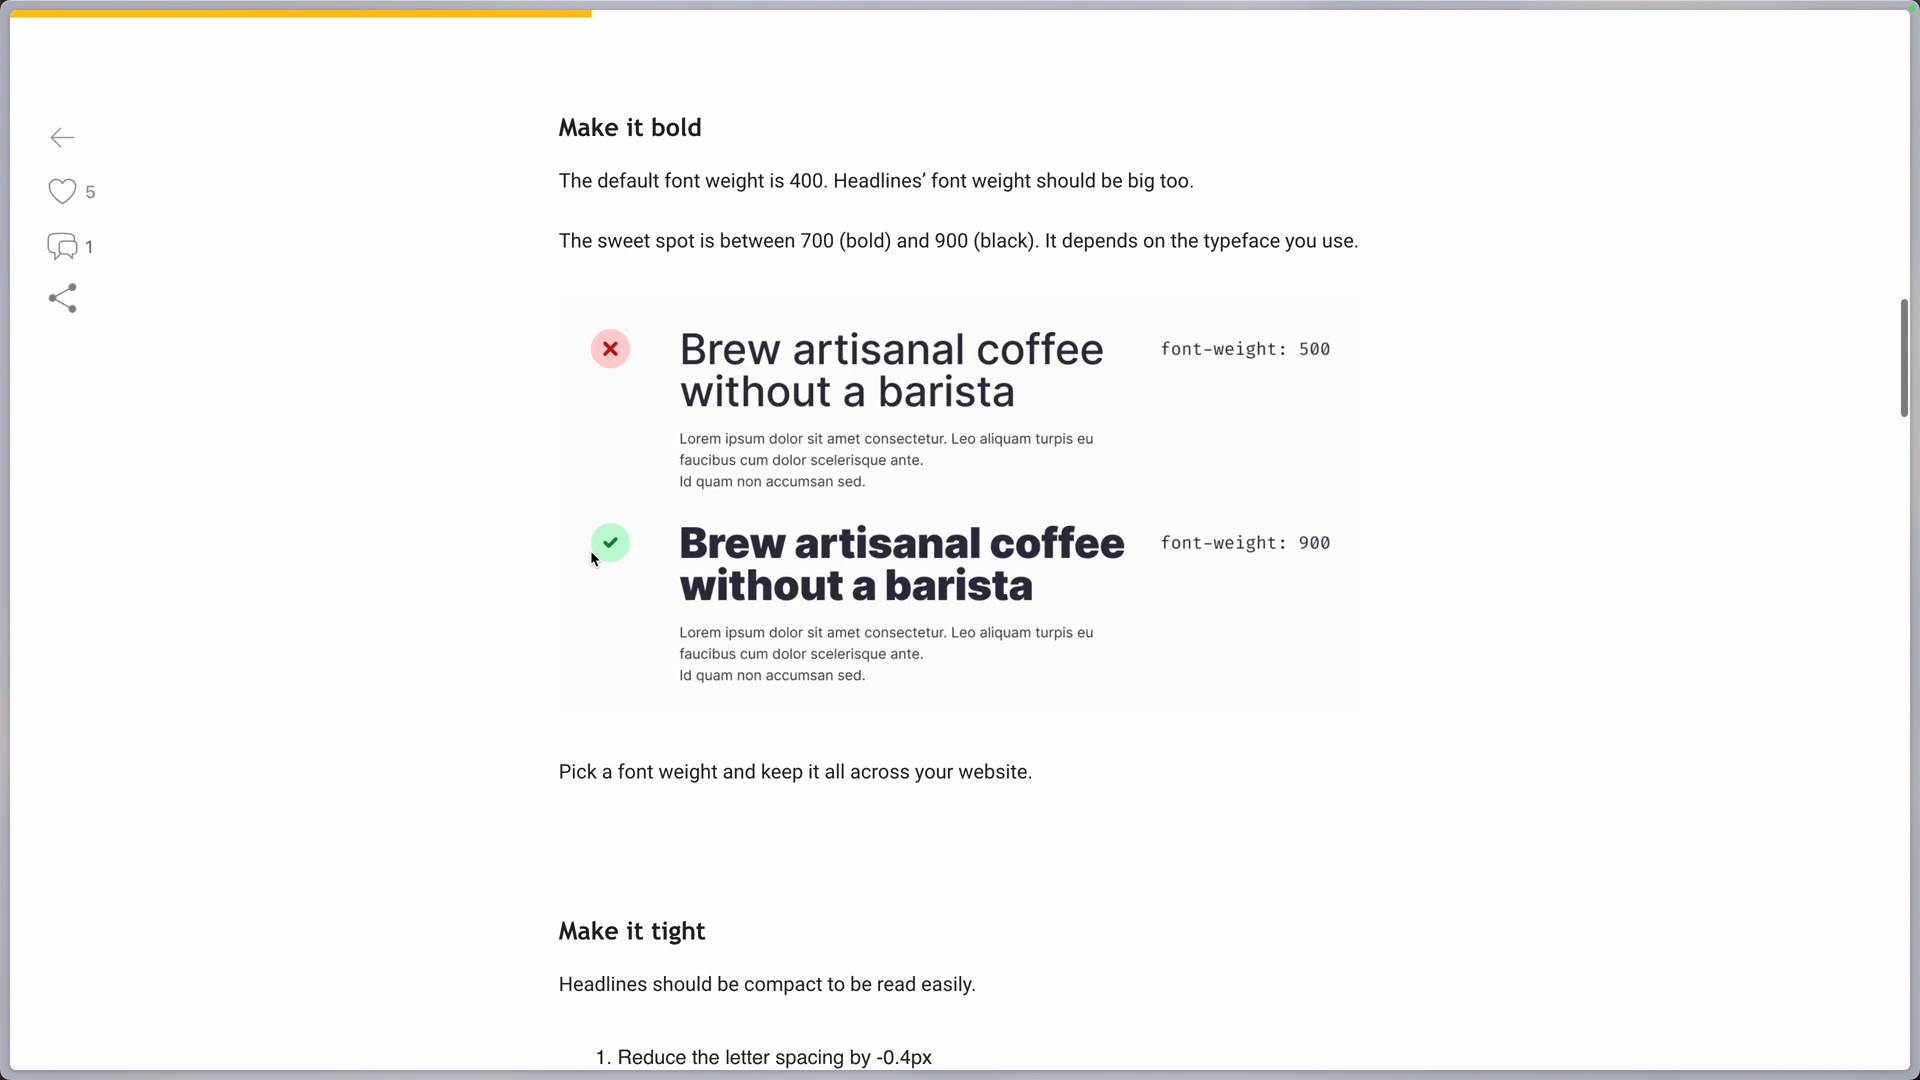 Make it bold
The default font weight is 400. Headlines’ font weight should be big too.
The sweet spot is between 700 (bold) and 900 (black). It depends on the typeface you use.
5
1
Brew artisanal coffee
without a barista
font-weight: 500
Lorem ipsum dolor sit amet consectetur. Leo aliquam turpis eu
faucibus cum dolor scelerisque ante.
Id quam non accumsan sed.
Brew artisanal coffee
without a barista
font-weight: 900
Lorem ipsum dolor sit amet consectetur. Leo aliquam turpis eu
faucibus cum dolor scelerisque ante.
Id quam non accumsan sed.
Pick a font weight and keep it all across your website.
Make it tight
Headlines should be compact to be read easily.
1. Reduce the letter spacing by -0.4px